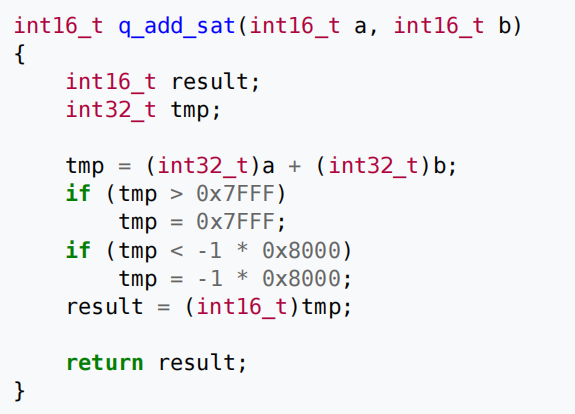 int16_t q_add_sat(int16_t a, int16_t b)
{
    int16_t result;
    int32_t tmp;

    tmp = (int32_t)a + (int32_t)b;
    if (tmp > 0x7FFF)
        tmp = 0x7FFF;
    if (tmp < -1 * 0x8000)
        tmp = -1 * 0x8000;
    result = (int16_t)tmp;

    return result;
}